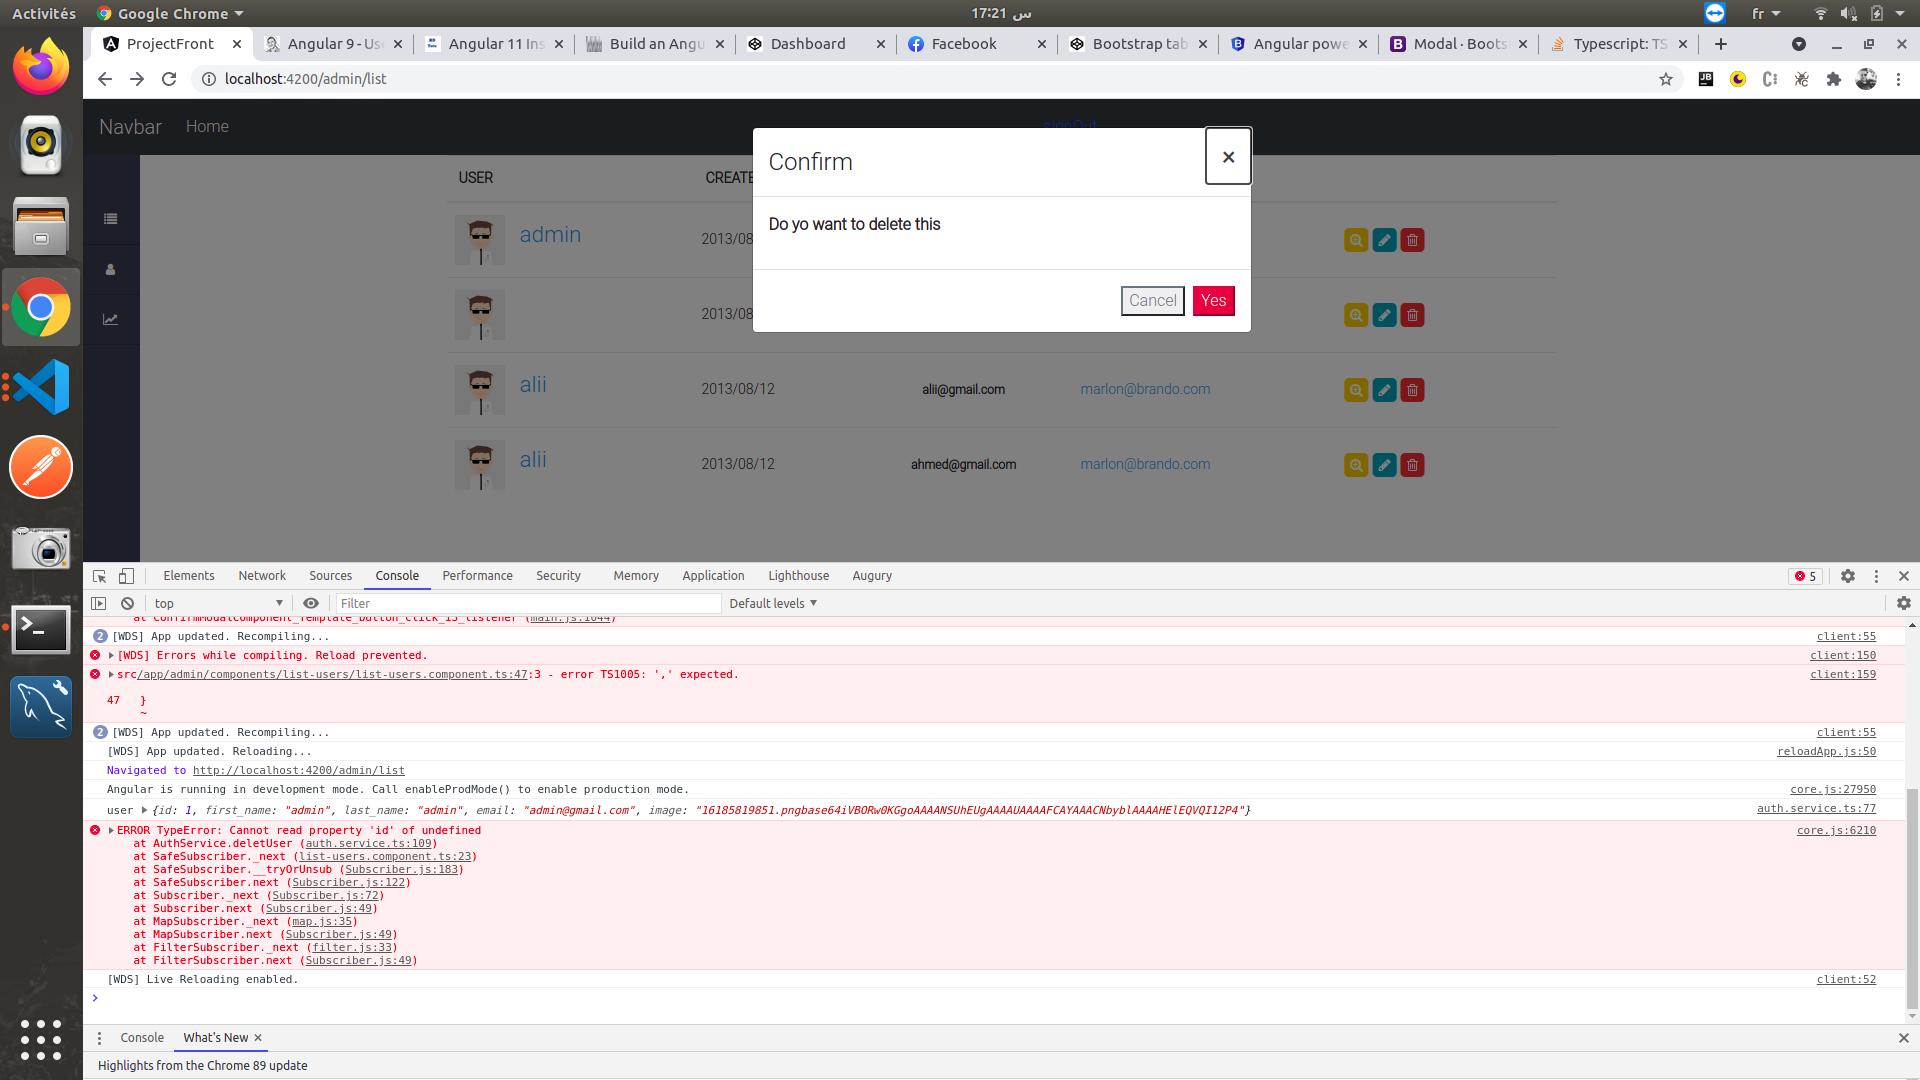 Activités Google Chrome 17:21 س fr
ProjectFront Angular 9 - Us Angular 11 Ins Build an Angu Dashboard Facebook Bootstrap tab Angular powe Modal · Boots Typescript: TS
localhost:4200/admin/list
Navbar Home signOut
Confirm ×
USER CREATE
Do yo want to delete this
admin 2013/08
Cancel Yes
2013/08
alii 2013/08/12 alii@gmail.com marlon@brando.com
alii 2013/08/12 ahmed@gmail.com marlon@brando.com
Elements Network Sources Console Performance Security Memory Application Lighthouse Augury 5
top Filter Default levels
at ConfirmModalComponent_Template_button_click_15_listener (main.js:1044)
2 [WDS] App updated. Recompiling... client:55
[WDS] Errors while compiling. Reload prevented. client:150
src/app/admin/components/list-users/list-users.component.ts:47:3 - error TS1005: ',' expected. client:159
47 }
~
2 [WDS] App updated. Recompiling... client:55
[WDS] App updated. Reloading... reloadApp.js:50
Navigated to http://localhost:4200/admin/list
Angular is running in development mode. Call enableProdMode() to enable production mode. core.js:27950
user {id: 1, first_name: "admin", last_name: "admin", email: "admin@gmail.com", image: "16185819851.pngbase64iVBORw0KGgoAAAANSUhEUgAAAAUAAAAFCAYAAACNbyblAAAAHElEQVQI12P4"} auth.service.ts:77
ERROR TypeError: Cannot read property 'id' of undefined core.js:6210
at AuthService.deletUser (auth.service.ts:109)
at SafeSubscriber._next (list-users.component.ts:23)
at SafeSubscriber.__tryOrUnsub (Subscriber.js:183)
at SafeSubscriber.next (Subscriber.js:122)
at Subscriber._next (Subscriber.js:72)
at Subscriber.next (Subscriber.js:49)
at MapSubscriber._next (map.js:35)
at MapSubscriber.next (Subscriber.js:49)
at FilterSubscriber._next (filter.js:33)
at FilterSubscriber.next (Subscriber.js:49)
[WDS] Live Reloading enabled. client:52
Console What's New
Highlights from the Chrome 89 update